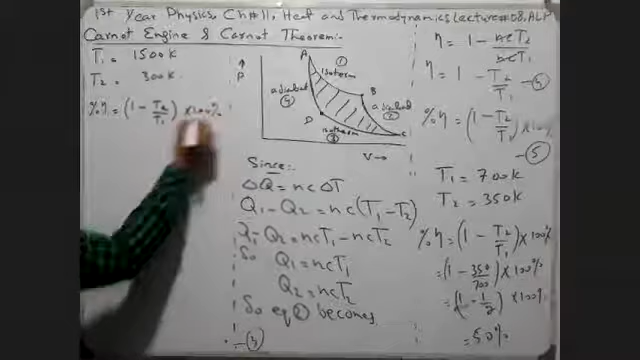 1st Year Physics, Ch#11, Heat and Thermodynamics Lecture#08, ALP
Carnot Engine & Carnot Theorem:
T₁ = 1500K
T₂ = 300K
%η = (1 - T₂/T₁) × 100%
↑
P
A
①
isotherm
B
adiabat
④
adiabat
②
D
isotherm
③
C
V→
Since:
ΔQ = ncΔT
Q₁ - Q₂ = nc(T₁ - T₂)
Q₁ - Q₂ = ncT₁ - ncT₂
So Q₁ = ncT₁
Q₂ = ncT₂
So eq becomes
η = 1 - ncT₂/ncT₁
η = 1 - T₂/T₁ —④
%η = (1 - T₂/T₁) × 100%
—⑤
T₁ = 700K
T₂ = 350K
%η = (1 - T₂/T₁) × 100%
= (1 - 350/700) × 100%
= (1 - 1/2) × 100%
= 50%